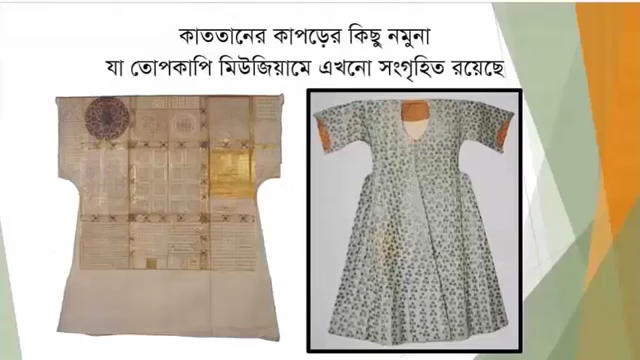 কাততানের কাপড়ের কিছু নমুনা
যা তোপকাপি মিউজিয়ামে এখনো সংগৃহিত রয়েছে